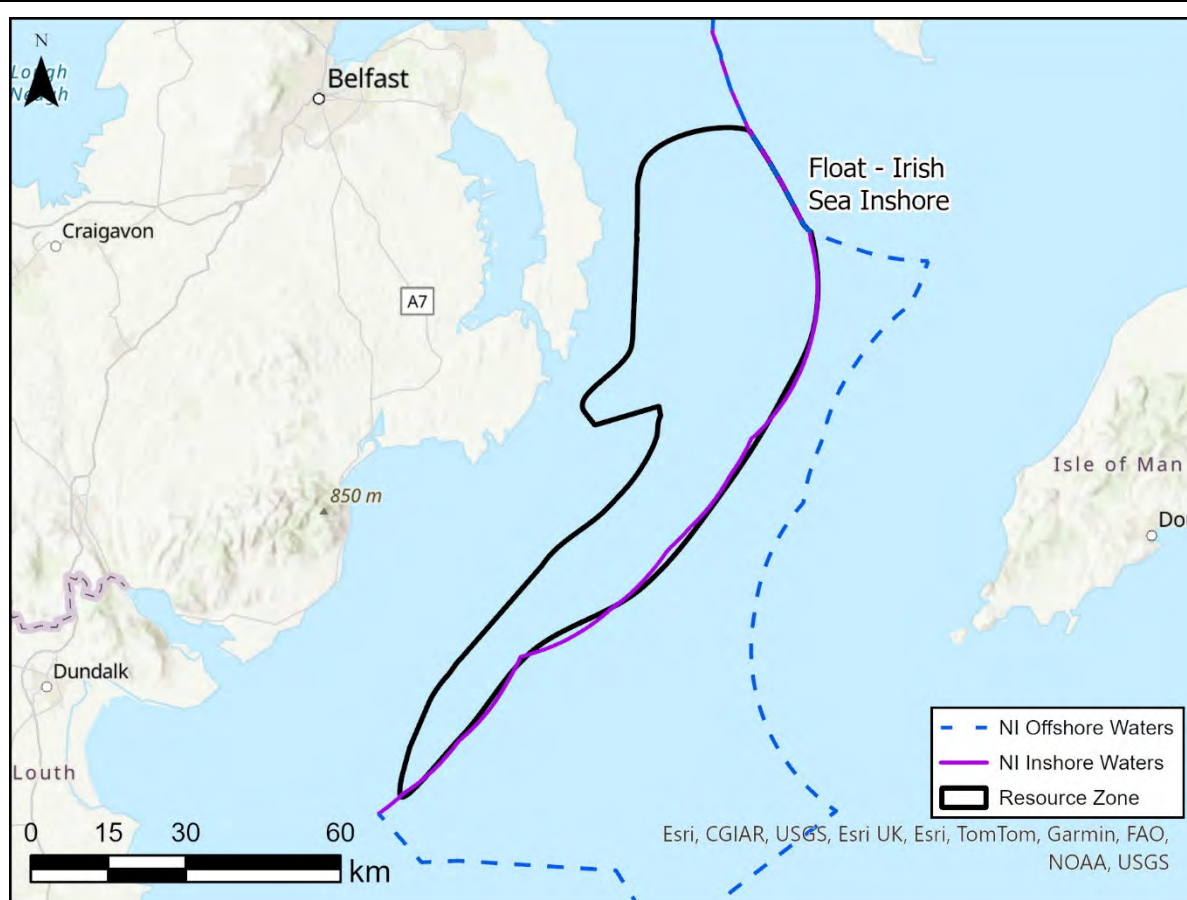 N
Lough
Neagh
Belfast
Float - Irish
Sea Inshore
Craigavon
A7
Isle of Man
850 m
Dundalk
Louth
NI Offshore Waters
NI Inshore Waters
Resource Zone
0 15 30 60
km
Esri, CGIAR, USGS, Esri UK, Esri, TomTom, Garmin, FAO,
NOAA, USGS